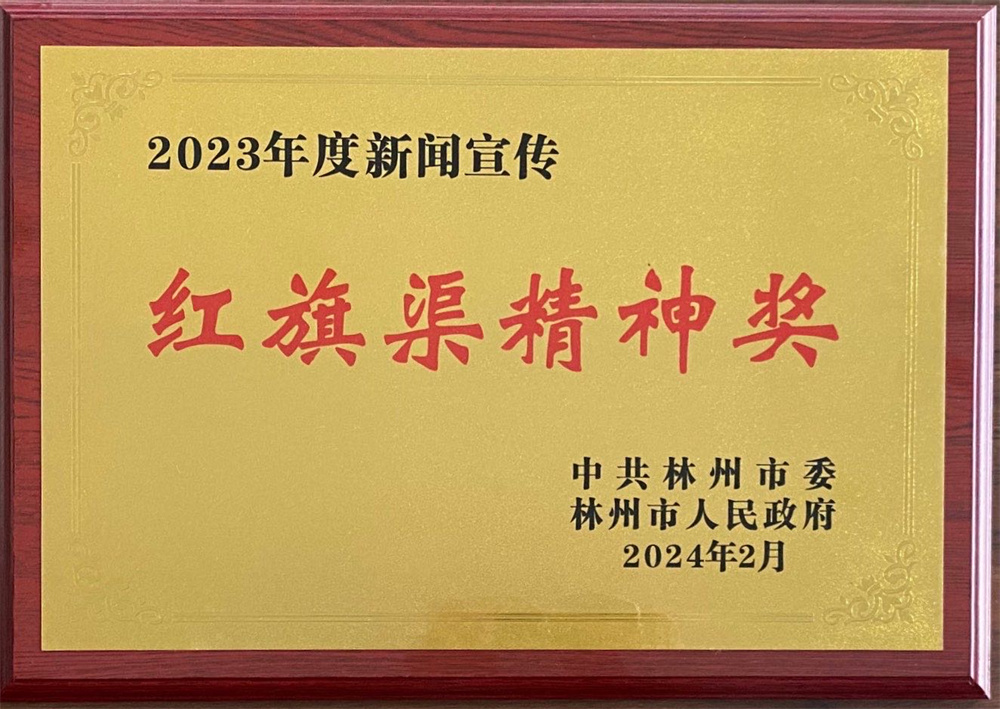 2023年度新闻宣传
红旗渠精神奖
中共林州市委
林州市人民政府
2024年2月